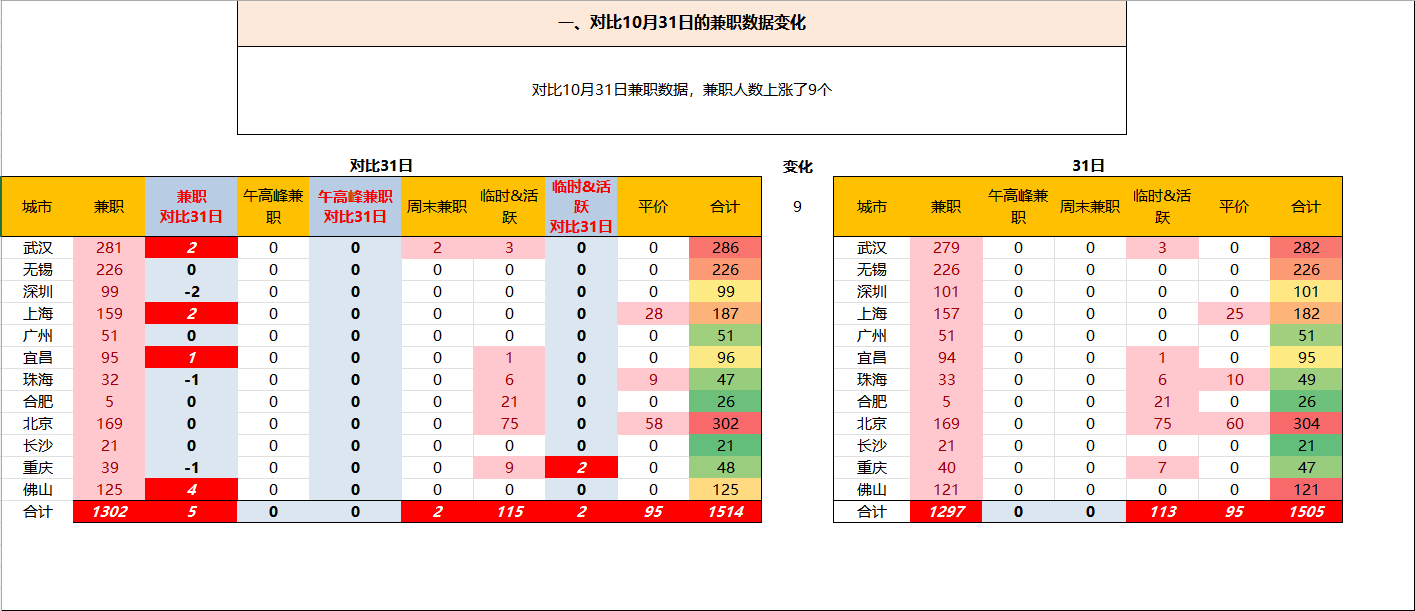 一、对比10月31日的兼职数据变化
对比10月31日兼职数据，兼职人数上涨了9个
对比31日 变化 31日
城市 兼职 兼职 对比31日 午高峰兼职 午高峰兼职 对比31日 周末兼职 临时&活跃 临时&活跃 对比31日 平价 合计 9 城市 兼职 午高峰兼职 周末兼职 临时&活跃 平价 合计
武汉 281 2 0 0 2 3 0 0 286 武汉 279 0 0 3 0 282
无锡 226 0 0 0 0 0 0 0 226 无锡 226 0 0 0 0 226
深圳 99 -2 0 0 0 0 0 0 99 深圳 101 0 0 0 0 101
上海 159 2 0 0 0 0 0 28 187 上海 157 0 0 0 25 182
广州 51 0 0 0 0 0 0 0 51 广州 51 0 0 0 0 51
宜昌 95 1 0 0 0 1 0 0 96 宜昌 94 0 0 1 0 95
珠海 32 -1 0 0 0 6 0 9 47 珠海 33 0 0 6 10 49
合肥 5 0 0 0 0 21 0 0 26 合肥 5 0 0 21 0 26
北京 169 0 0 0 0 75 0 58 302 北京 169 0 0 75 60 304
长沙 21 0 0 0 0 0 0 0 21 长沙 21 0 0 0 0 21
重庆 39 -1 0 0 0 9 2 0 48 重庆 40 0 0 7 0 47
佛山 125 4 0 0 0 0 0 0 125 佛山 121 0 0 0 0 121
合计 1302 5 0 0 2 115 2 95 1514 合计 1297 0 0 113 95 1505